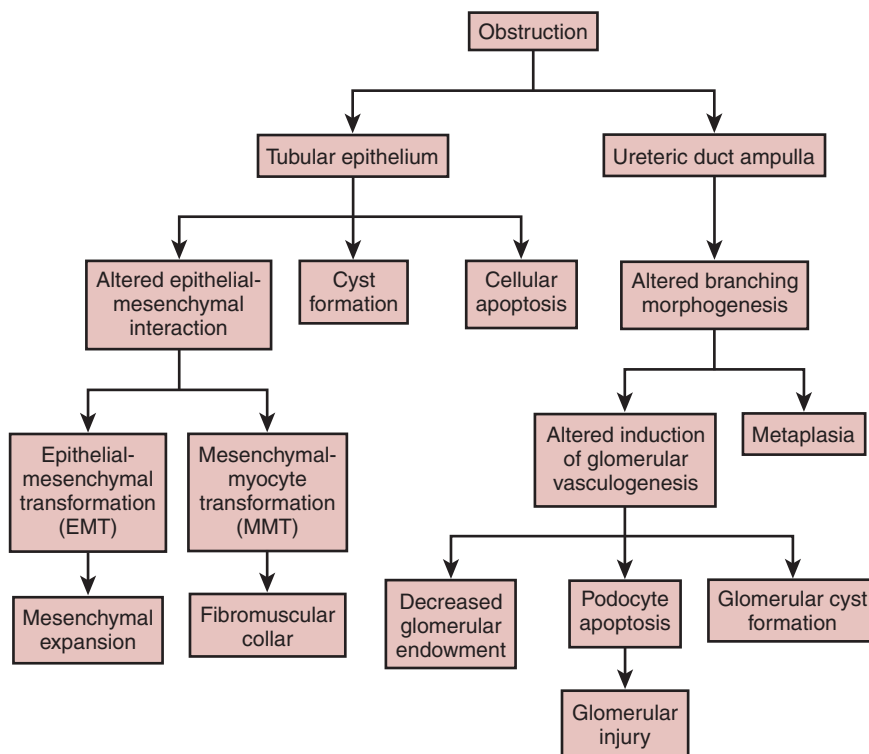 Obstruction
Tubular epithelium
Ureteric duct ampulla
Altered epithelial-
mesenchymal
interaction
Cyst
formation
Cellular
apoptosis
Altered branching
morphogenesis
Epithelial-
mesenchymal
transformation
(EMT)
Mesenchymal-
myocyte
transformation
(MMT)
Altered induction
of glomerular
vasculogenesis
Metaplasia
Mesenchymal
expansion
Fibromuscular
collar
Decreased
glomerular
endowment
Podocyte
apoptosis
Glomerular cyst
formation
Glomerular
injury